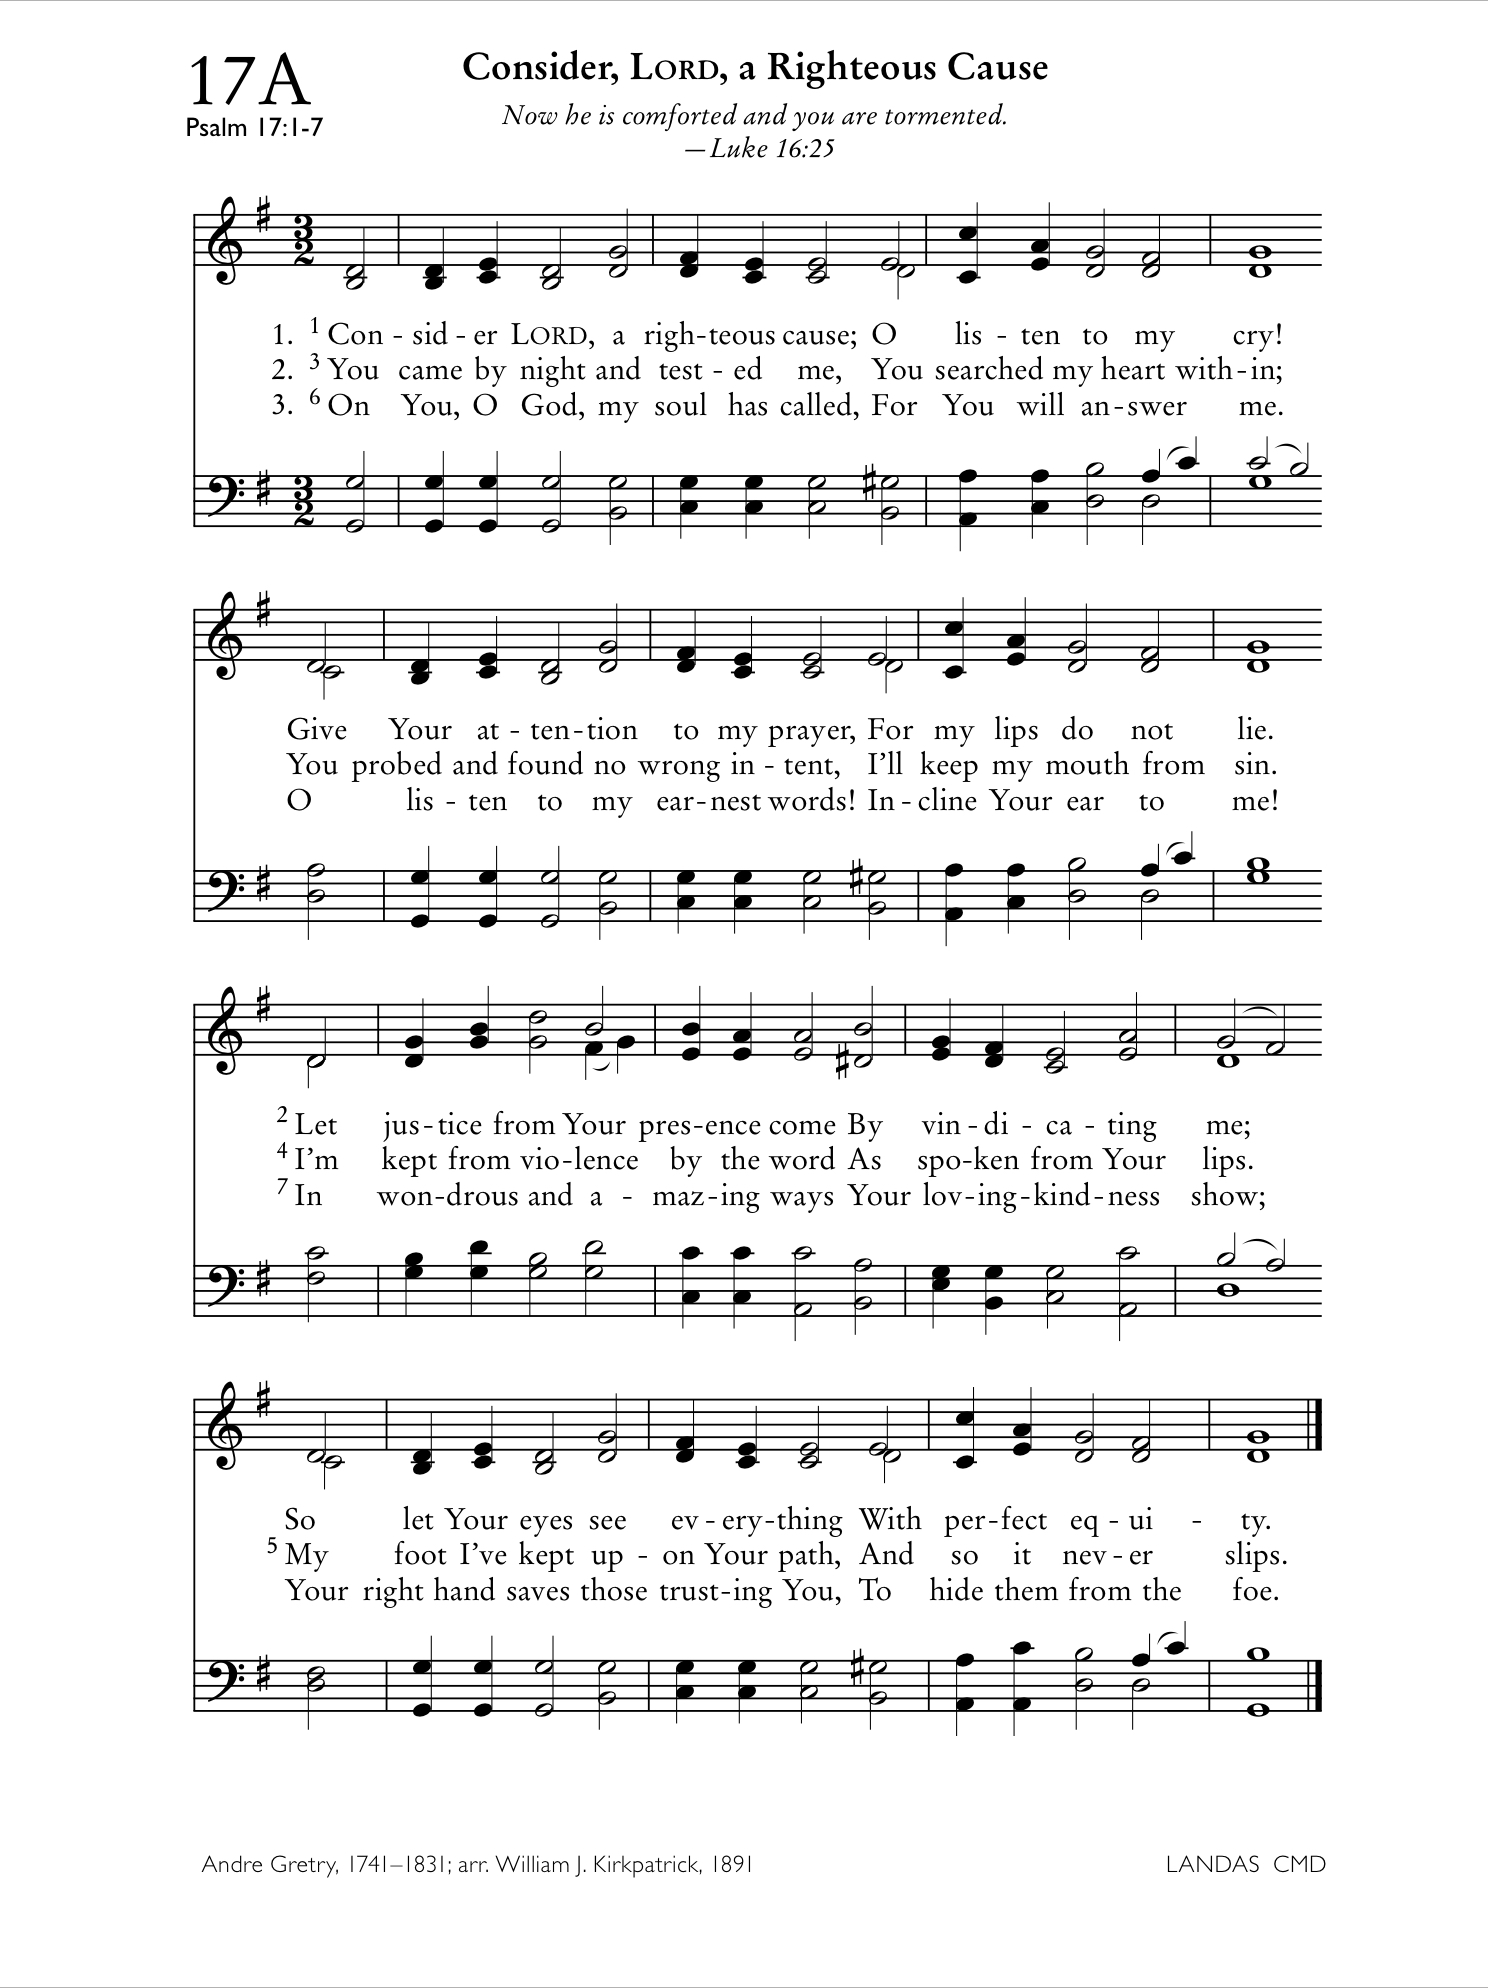 17A
Psalm 17:1-7
Consider, LORD, a Righteous Cause
Now he is comforted and you are tormented.
—Luke 16:25
3 2
1. 1 Con - sid - er LORD, a righ-teous cause; O lis - ten to my cry!
2. 3 You came by night and test - ed me, You searched my heart with-in;
3. 6 On You, O God, my soul has called, For You will an-swer me.
3 2
Give Your at - ten-tion to my prayer, For my lips do not lie.
You probed and found no wrong in - tent, I’ll keep my mouth from sin.
O lis - ten to my ear-nest words! In - cline Your ear to me!
2 Let jus-tice from Your pres-ence come By vin - di - ca - ting me;
4 I’m kept from vio-lence by the word As spo-ken from Your lips.
7 In won-drous and a - maz-ing ways Your lov-ing-kind-ness show;
So let Your eyes see ev - ery-thing With per-fect eq - ui - ty.
5 My foot I’ve kept up - on Your path, And so it nev-er slips.
Your right hand saves those trust-ing You, To hide them from the foe.
Andre Gretry, 1741–1831; arr. William J. Kirkpatrick, 1891
LANDAS CMD